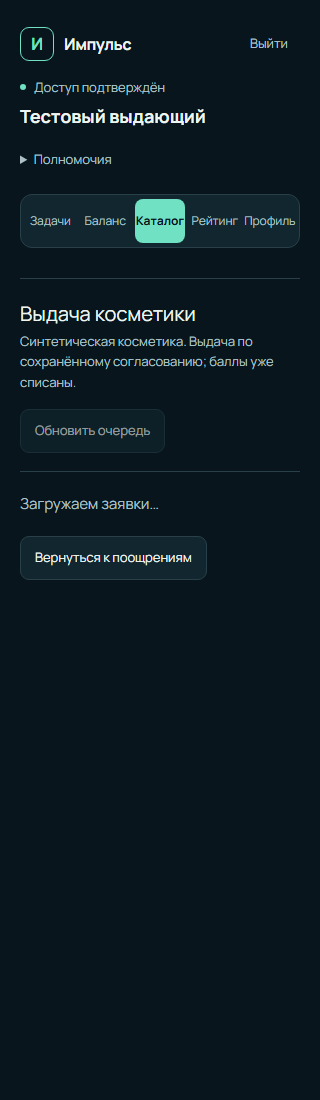 И Импульс Выйти
Доступ подтверждён
Тестовый выдающий
Полномочия
Задачи Баланс Каталог Рейтинг Профиль
Выдача косметики
Синтетическая косметика. Выдача по
сохранённому согласованию; баллы уже
списаны.
Обновить очередь
Загружаем заявки…
Вернуться к поощрениям